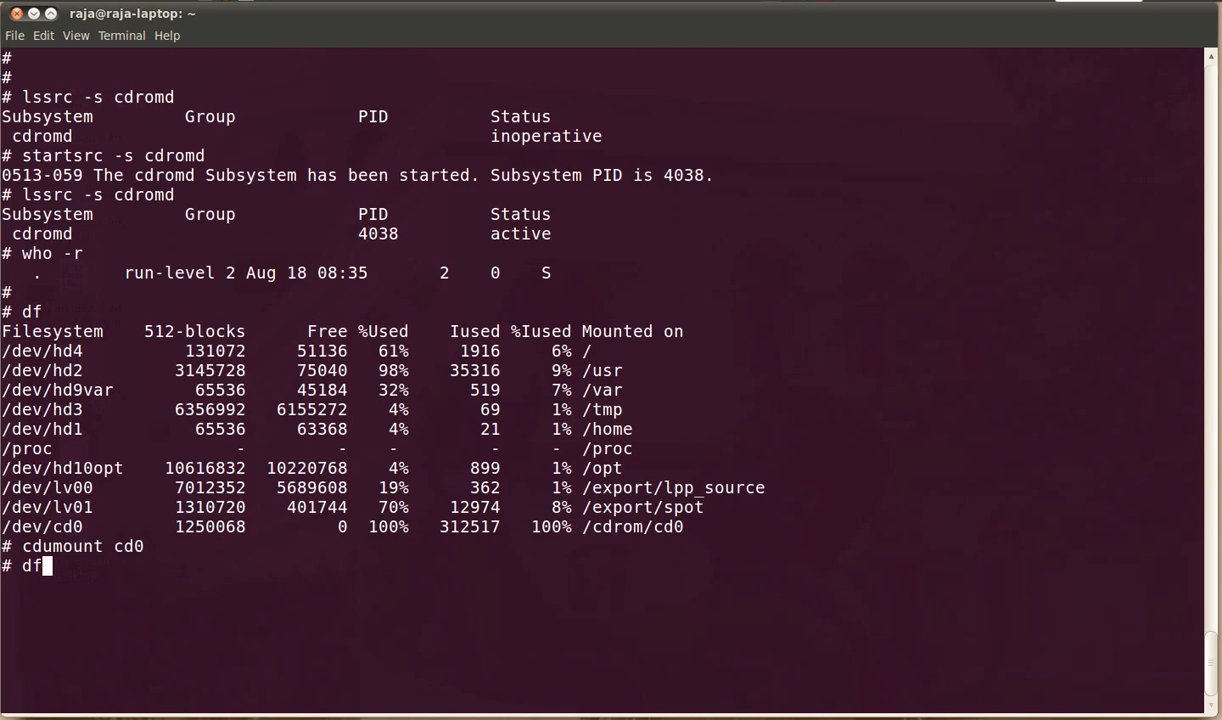 raja@raja-laptop: ~
File Edit View Terminal Help
#
#
# lssrc -s cdromd
Subsystem         Group            PID          Status
 cdromd                                         inoperative
# startsrc -s cdromd
0513-059 The cdromd Subsystem has been started. Subsystem PID is 4038.
# lssrc -s cdromd
Subsystem         Group            PID          Status
 cdromd                            4038         active
# who -r
   .        run-level 2 Aug 18 08:35       2    0    S
#
# df
Filesystem    512-blocks      Free %Used    Iused %Iused Mounted on
/dev/hd4          131072     51136   61%     1916     6% /
/dev/hd2         3145728     75040   98%    35316     9% /usr
/dev/hd9var        65536     45184   32%      519     7% /var
/dev/hd3         6356992   6155272    4%       69     1% /tmp
/dev/hd1           65536     63368    4%       21     1% /home
/proc                  -         -    -         -     -  /proc
/dev/hd10opt    10616832  10220768    4%      899     1% /opt
/dev/lv00        7012352   5689608   19%      362     1% /export/lpp_source
/dev/lv01        1310720    401744   70%    12974     8% /export/spot
/dev/cd0         1250068         0  100%   312517   100% /cdrom/cd0
# cdumount cd0
# df